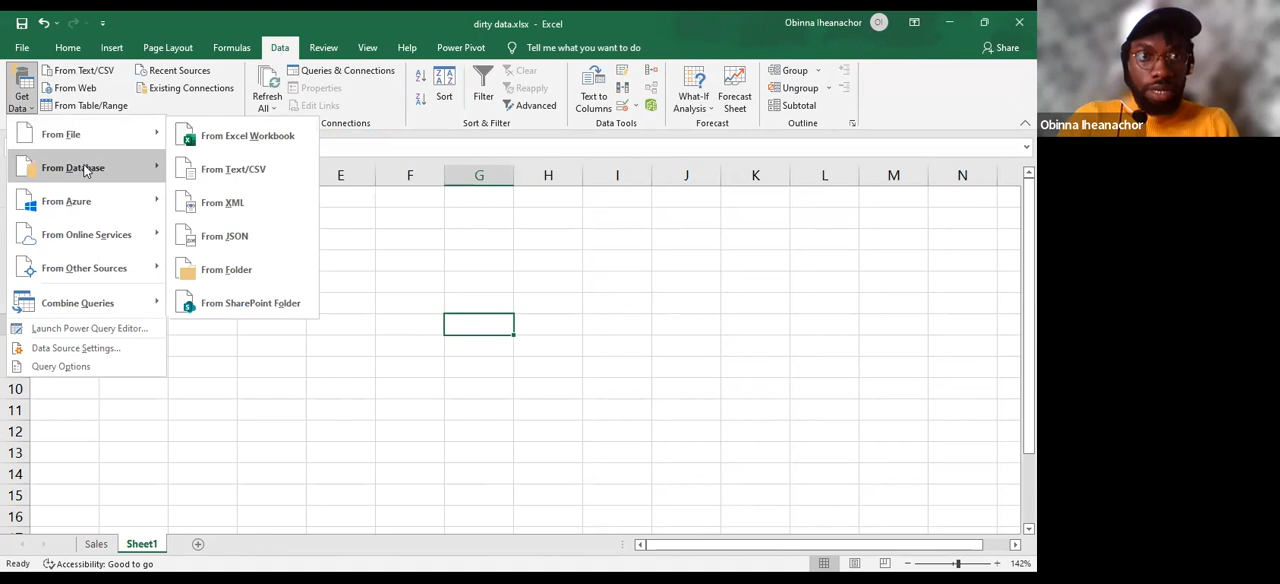 dirty data.xlsx - Excel
Obinna Iheanachor OI
File Home Insert Page Layout Formulas Data Review View Help Power Pivot Tell me what you want to do Share
Get Data
From Text/CSV
From Web
From Table/Range
Recent Sources
Existing Connections
Refresh All
Queries & Connections
Properties
Edit Links
Sort
Filter
Clear
Reapply
Advanced
Text to Columns
What-If Analysis
Forecast Sheet
Group
Ungroup
Subtotal
Connections Sort & Filter Data Tools Forecast Outline
Obinna Iheanachor
From File
From Database
From Azure
From Online Services
From Other Sources
Combine Queries
Launch Power Query Editor...
Data Source Settings...
Query Options
From Excel Workbook
From Text/CSV
From XML
From JSON
From Folder
From SharePoint Folder
E F G H I J K L M N
10
11
12
13
14
15
16
Sales Sheet1
Ready Accessibility: Good to go 142%